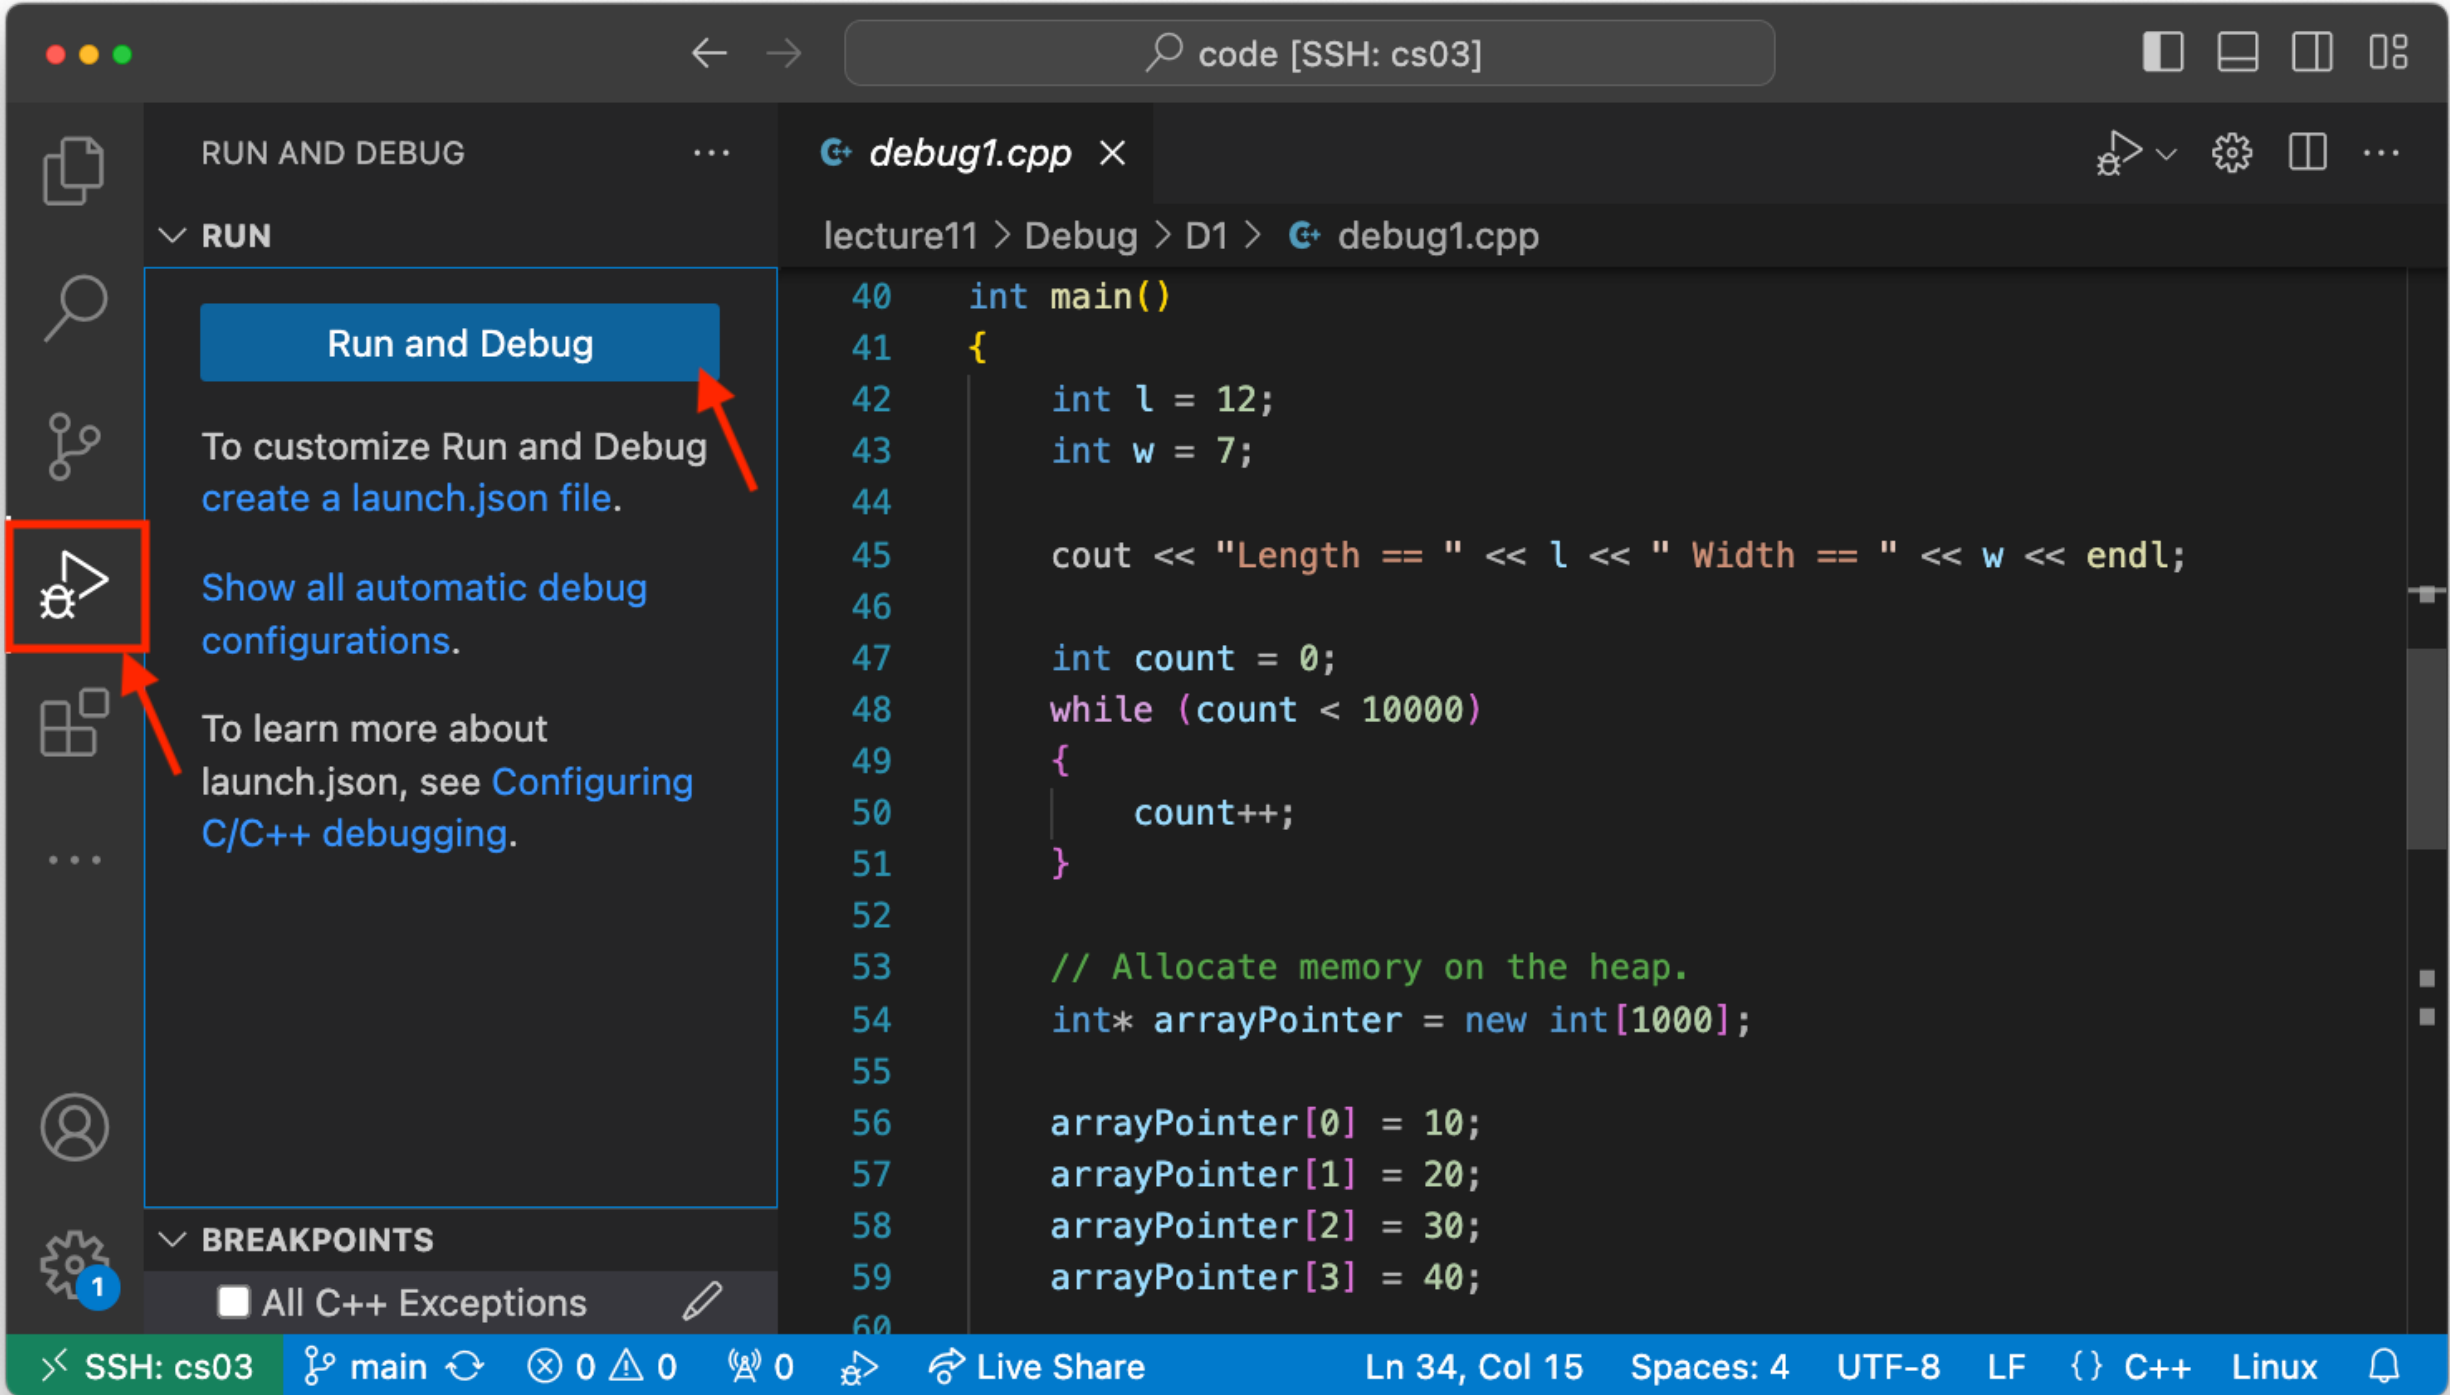 code [SSH: cs03]
RUN AND DEBUG
RUN
Run and Debug
To customize Run and Debug
create a launch.json file.
Show all automatic debug
configurations.
To learn more about
launch.json, see Configuring
C/C++ debugging.
BREAKPOINTS
All C++ Exceptions
1
debug1.cpp
lecture11 > Debug > D1 > debug1.cpp
40 int main()
41 {
42     int l = 12;
43     int w = 7;
44
45     cout << "Length == " << l << " Width == " << w << endl;
46
47     int count = 0;
48     while (count < 10000)
49     {
50         count++;
51     }
52
53     // Allocate memory on the heap.
54     int* arrayPointer = new int[1000];
55
56     arrayPointer[0] = 10;
57     arrayPointer[1] = 20;
58     arrayPointer[2] = 30;
59     arrayPointer[3] = 40;
60
SSH: cs03 main 0 0 0 Live Share Ln 34, Col 15 Spaces: 4 UTF-8 LF {} C++ Linux